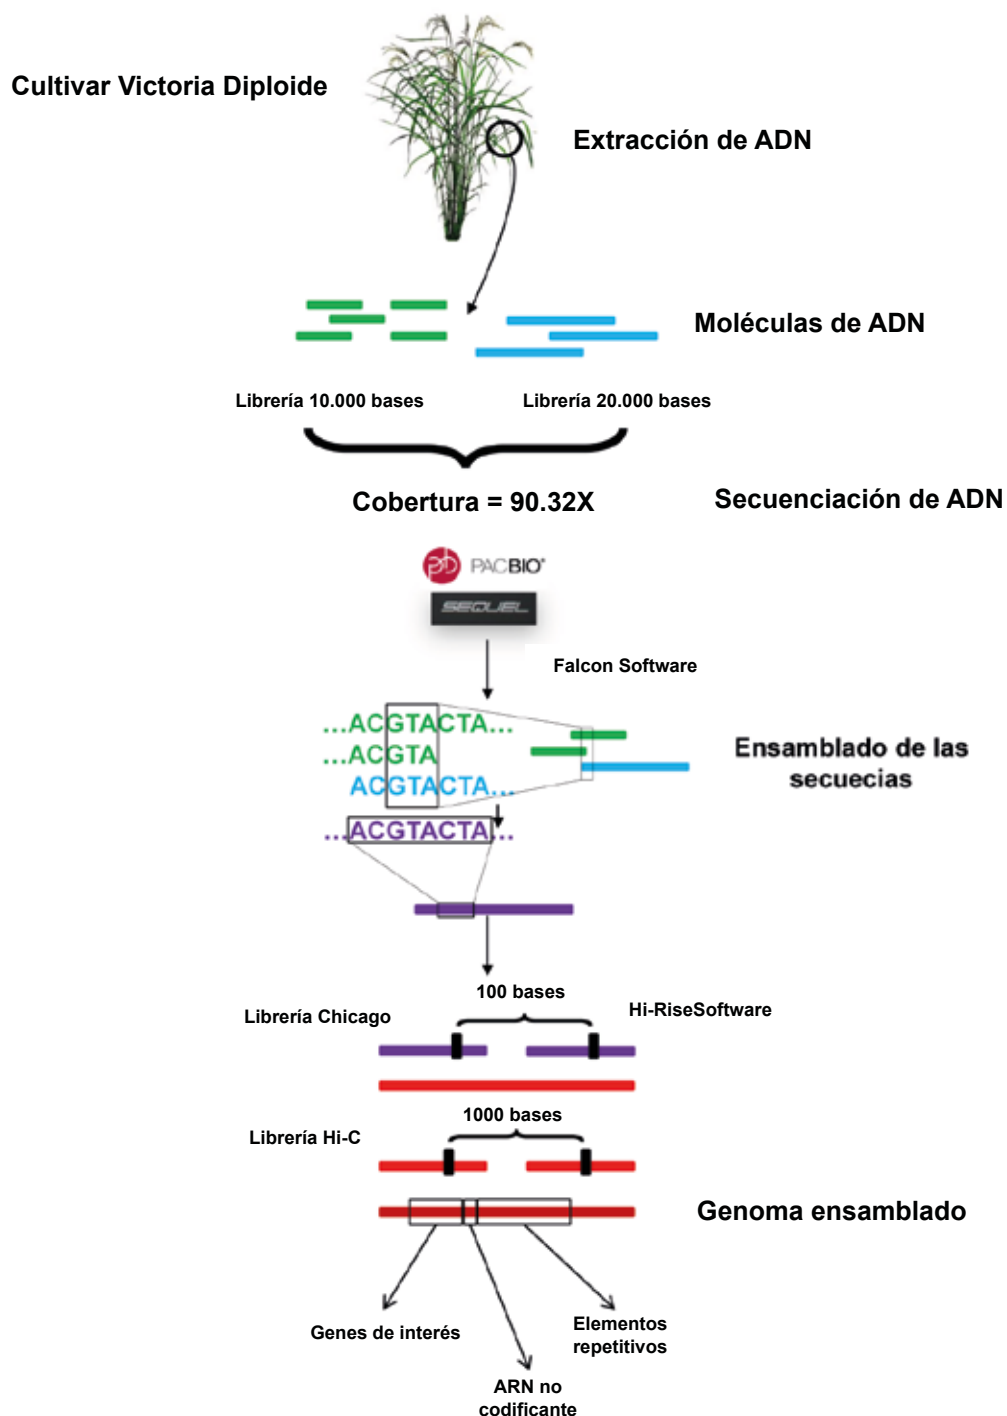 Cultivar Victoria Diploide
Extracción de ADN
Moléculas de ADN
Librería 10.000 bases
Librería 20.000 bases
Cobertura = 90.32X
Secuenciación de ADN
PACBIO®
SEQUEL
Falcon Software
...ACGTACTA...
...ACGTA
ACGTACTA...
Ensamblado de las
secuecias
...ACGTACTA...
100 bases
Librería Chicago
Hi-RiseSoftware
1000 bases
Librería Hi-C
Genoma ensamblado
Genes de interés
Elementos
repetitivos
ARN no
codificante